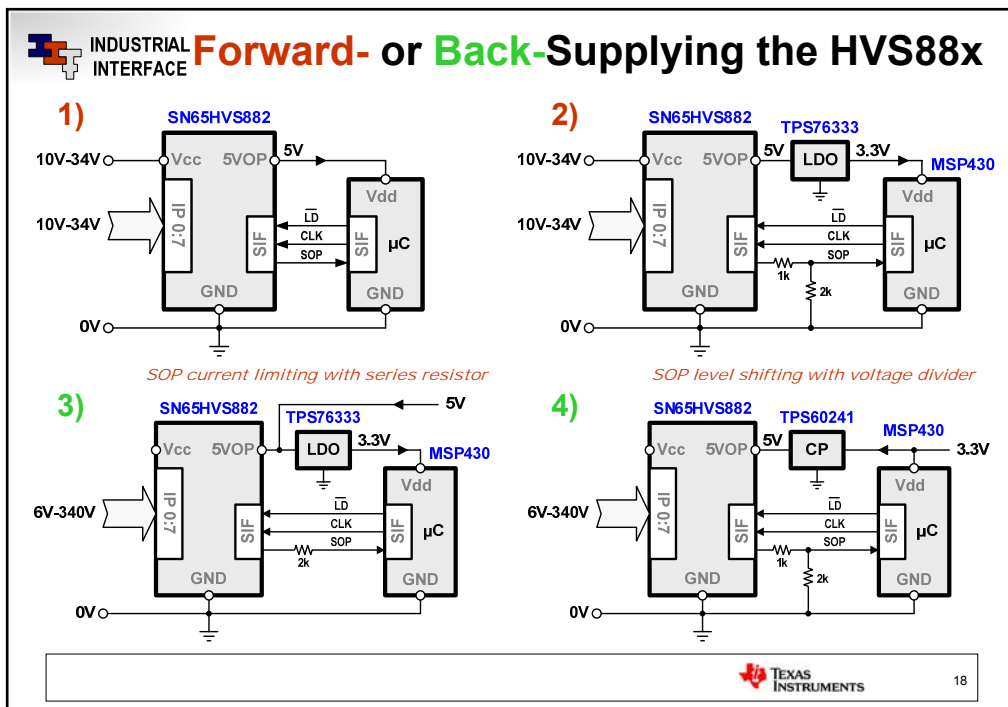 INDUSTRIAL
INTERFACE
Forward- or Back-Supplying the HVS88x
1)
SN65HVS882
10V-34V
Vcc
5VOP
5V
Vdd
10V-34V
IP 0:7
SIF
LD
CLK
SOP
SIF
µC
GND
0V
2)
SN65HVS882
TPS76333
10V-34V
Vcc
5VOP
5V
LDO
3.3V
MSP430
Vdd
10V-34V
IP 0:7
SIF
LD
CLK
SOP
1k
2k
SIF
µC
GND
0V
SOP current limiting with series resistor
SOP level shifting with voltage divider
3)
5V
SN65HVS882
TPS76333
Vcc
5VOP
LDO
3.3V
MSP430
Vdd
6V-340V
IP 0:7
SIF
LD
CLK
SOP
2k
SIF
µC
GND
0V
4)
SN65HVS882
TPS60241
MSP430
Vcc
5VOP
5V
CP
3.3V
Vdd
6V-340V
IP 0:7
SIF
LD
CLK
SOP
1k
2k
SIF
µC
GND
0V
TEXAS
INSTRUMENTS
18